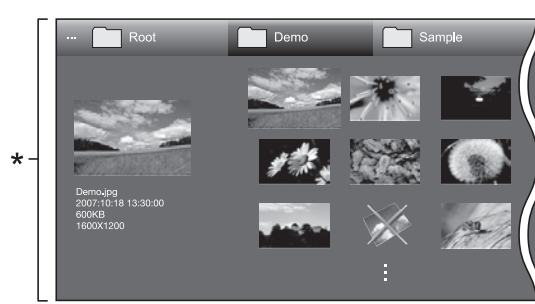 ... Root Demo Sample
*
Demo.jpg
2007:10:18 13:30:00
600KB
1600X1200